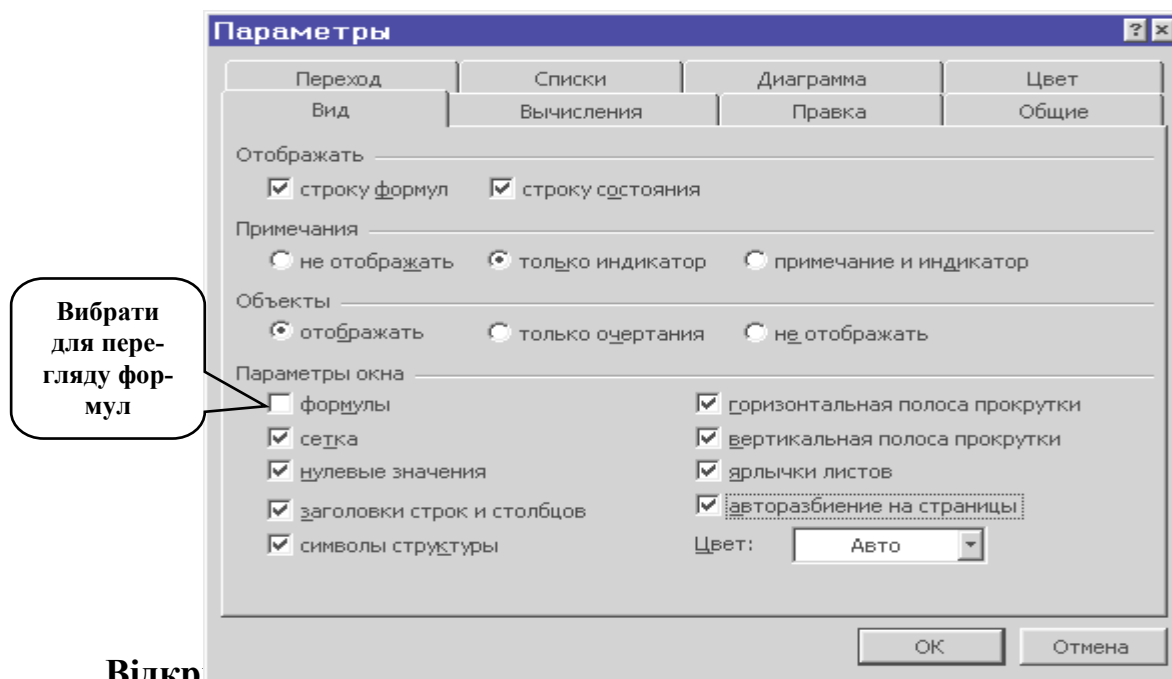 Параметры
Переход Списки Диаграмма Цвет
Вид Вычисления Правка Общие
Отображать
строку формул строку состояния
Примечания
не отображать только индикатор примечание и индикатор
Объекты
отображать только очертания не отображать
Вибрати
для пере-
гляду фор-
мул
Параметры окна
формулы горизонтальная полоса прокрутки
сетка вертикальная полоса прокрутки
нулевые значения ярлычки листов
заголовки строк и столбцов авторазбиение на страницы
символы структуры Цвет: Авто
ОК Отмена